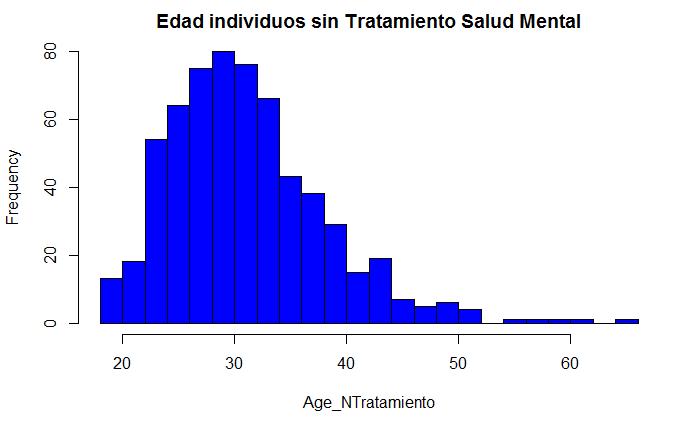 Edad individuos sin Tratamiento Salud Mental
Frequency
80
60
40
20
0
20 30 40 50 60
Age_NTratamiento